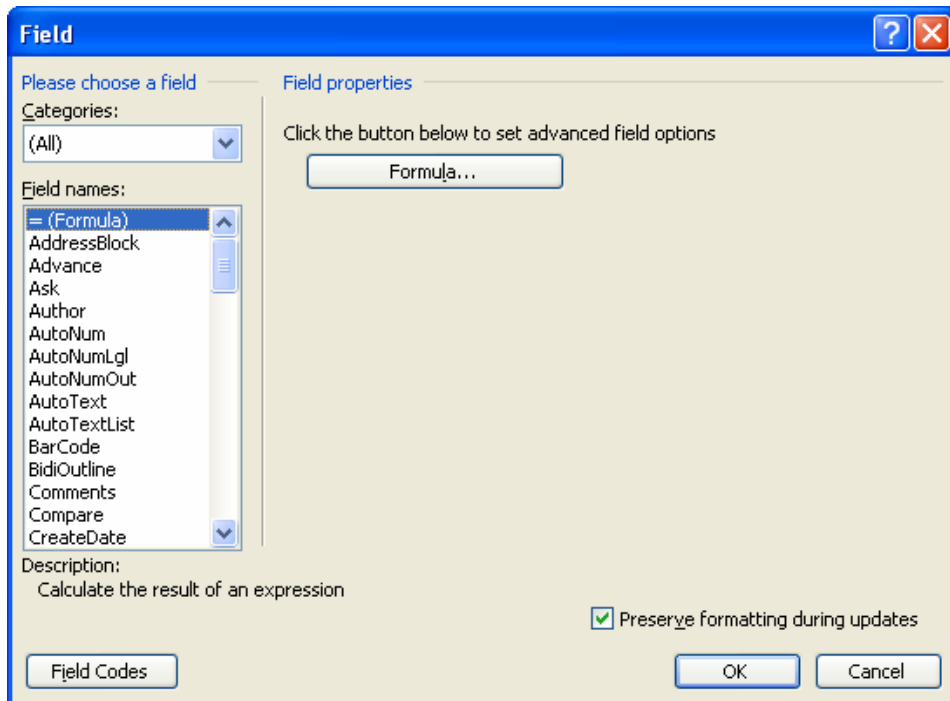 Field
Please choose a field
Categories:
(All)
Field names:
= (Formula)
AddressBlock
Advance
Ask
Author
AutoNum
AutoNumLgl
AutoNumOut
AutoText
AutoTextList
BarCode
BidiOutline
Comments
Compare
CreateDate
Field properties
Click the button below to set advanced field options
Formula...
Description:
Calculate the result of an expression
Preserve formatting during updates
Field Codes
OK
Cancel